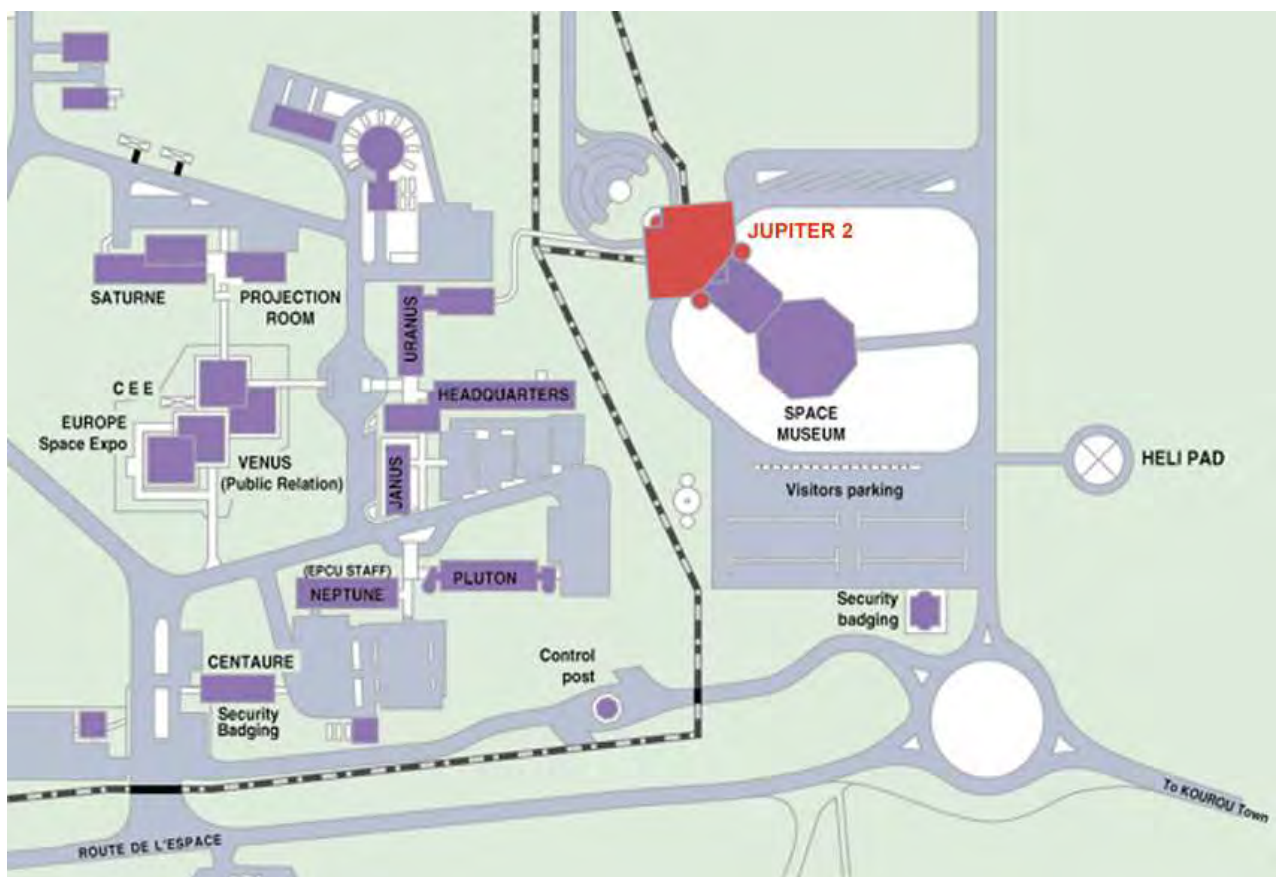 JUPITER 2
SATURNE
PROJECTION
ROOM
URANUS
C E E
HEADQUARTERS
EUROPE
Space Expo
SPACE
MUSEUM
VENUS
(Public Relation)
JANUS
HELI PAD
Visitors parking
(EPCU STAFF)
NEPTUNE
PLUTON
Security
badging
CENTAURE
Control
post
Security
Badging
To KOUROU Town
ROUTE DE L'ESPACE